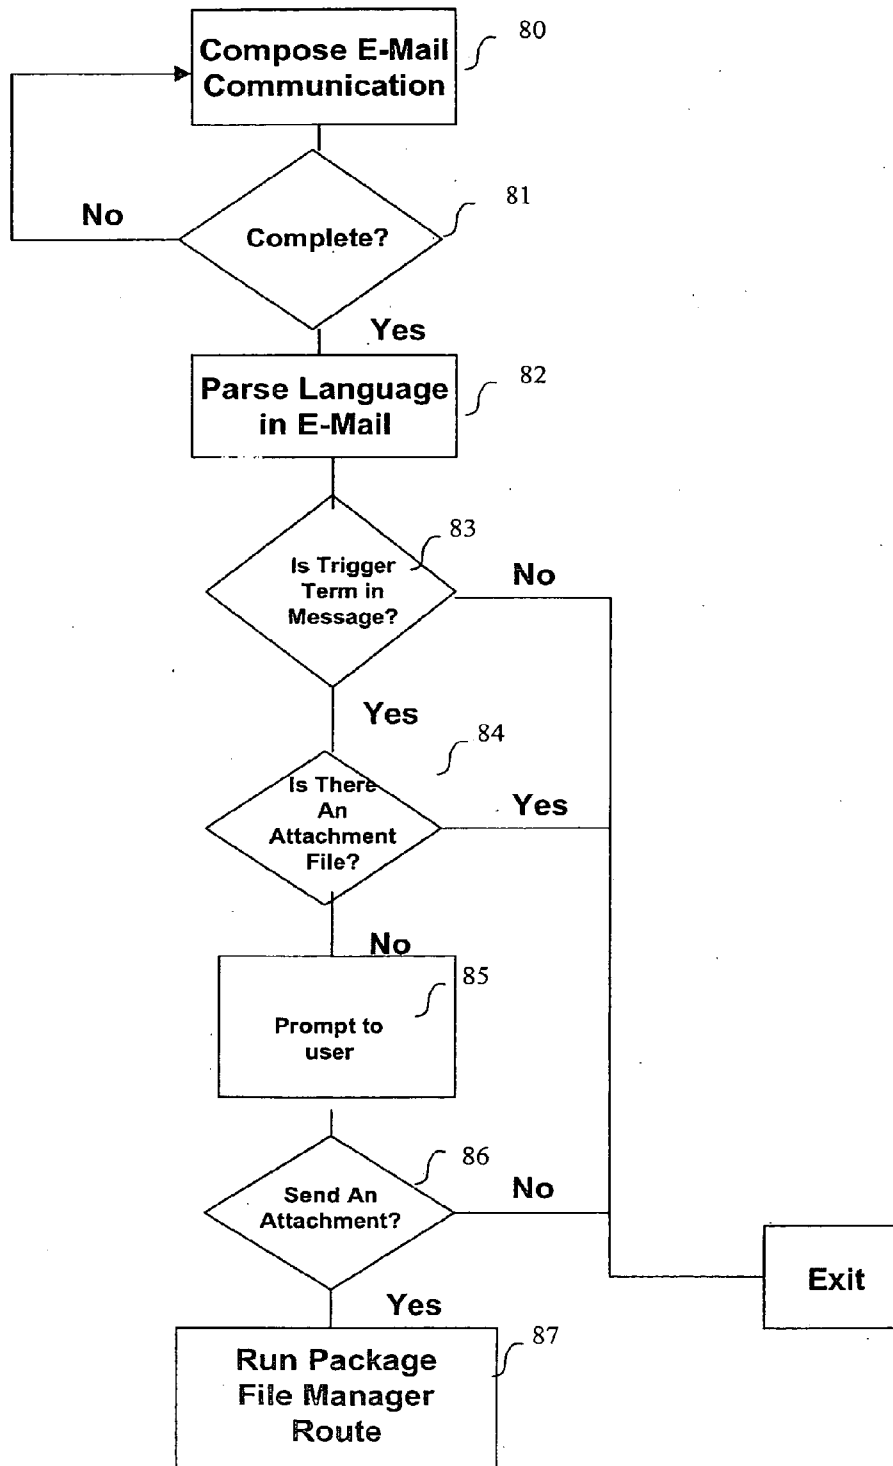 Compose E-Mail
Communication
80
81
No
Complete?
Yes
Parse Language
in E-Mail
82
83
Is Trigger
Term in
Message?
No
Yes
84
Is There
An
Attachment
File?
Yes
No
85
Prompt to
user
86
Send An
Attachment?
No
Exit
Yes
87
Run Package
File Manager
Route